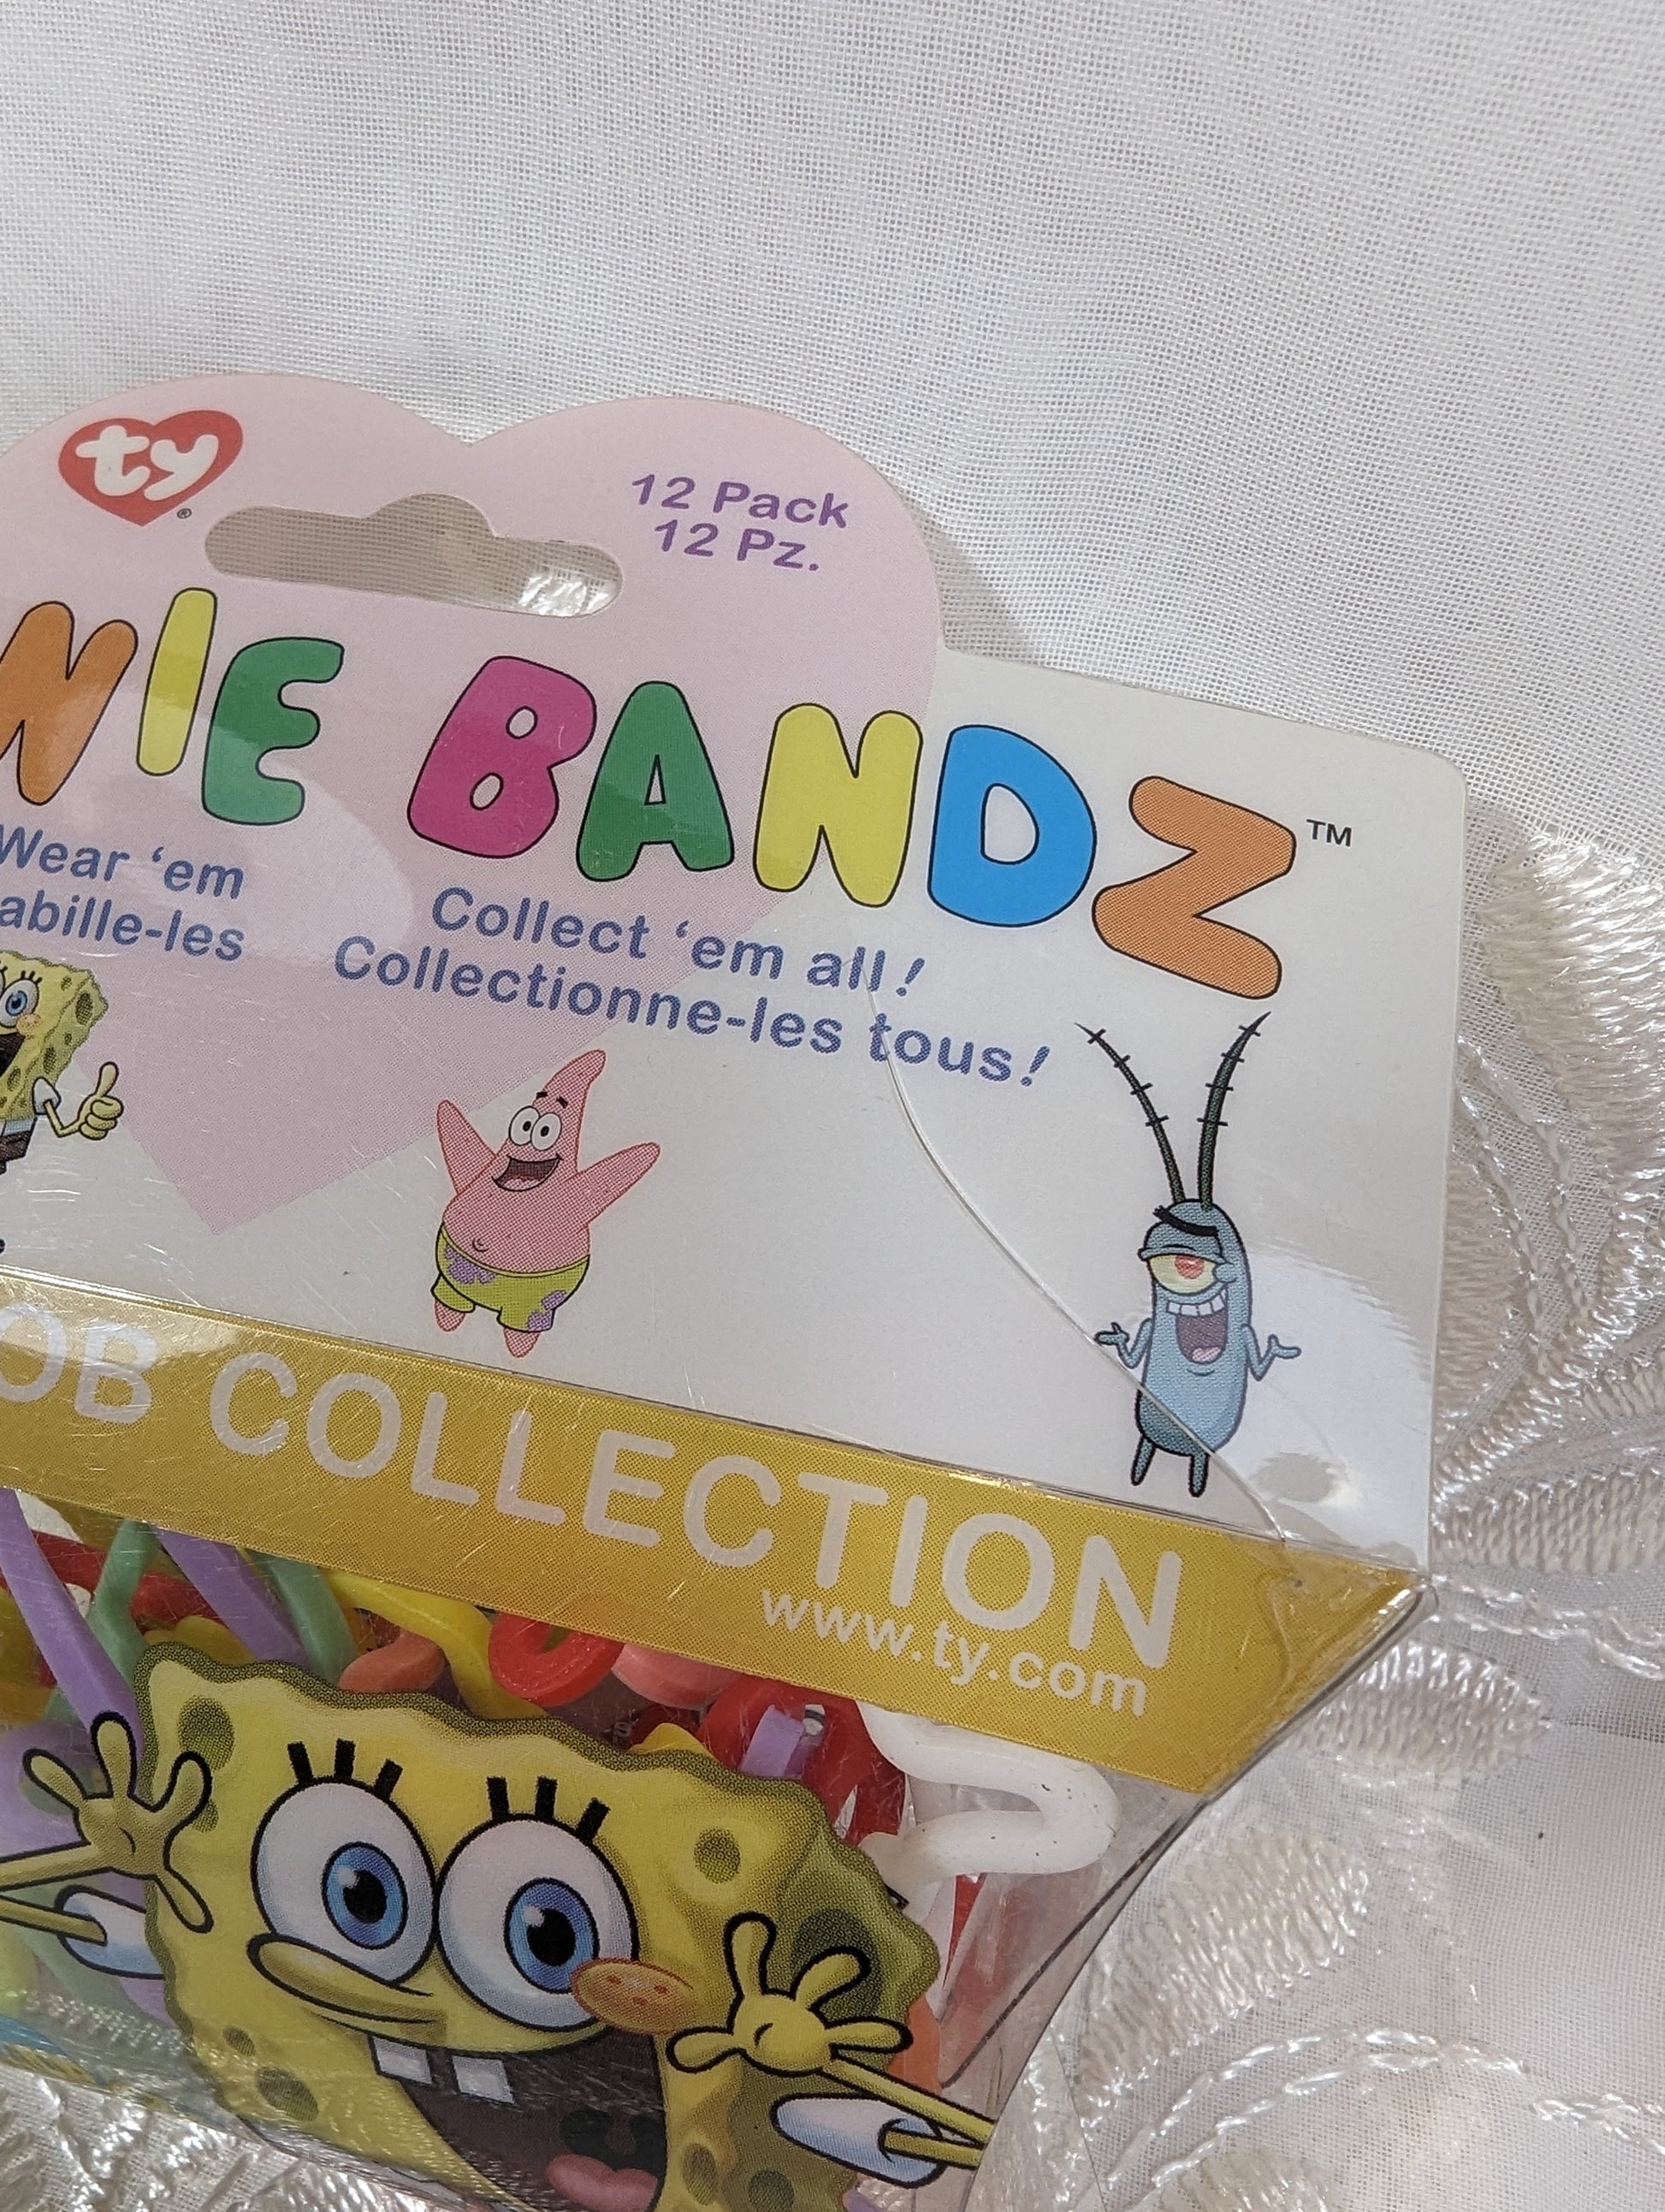 ty®
12 Pack
12 Pz.
NIE BANDZ™
Wear ‘em
abille-les
Collect ‘em all!
Collectionne-les tous!
OB COLLECTION
www.ty.com